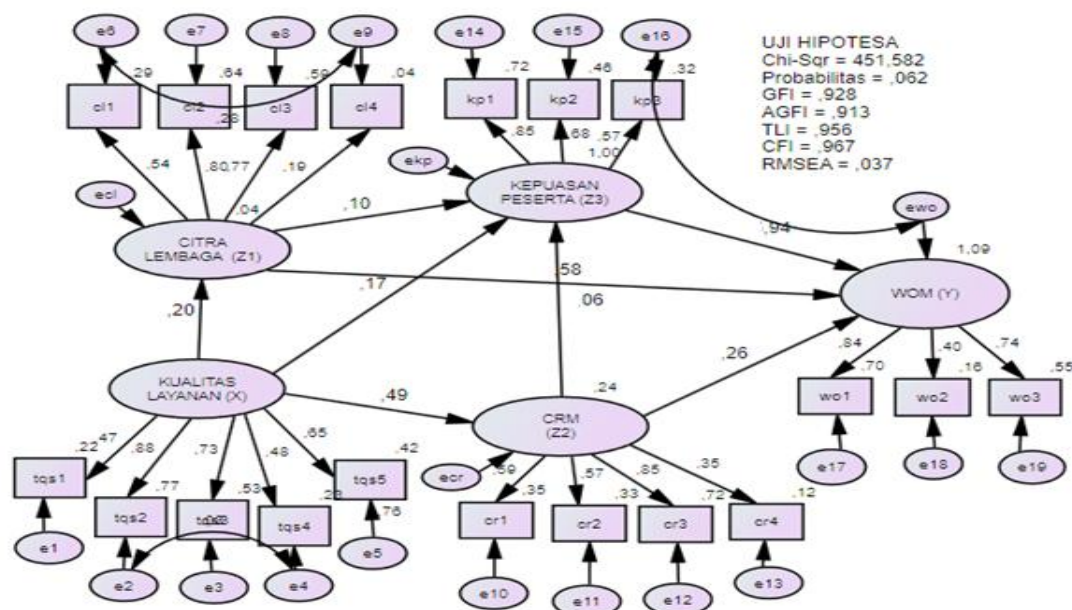 e6
e7
e8
e9
,29
,64
,59
,04
cl1
cl2
cl3
cl4
,28
,54
,80
,77
,19
ecl
,04
CITRA
LEMBAGA (Z1)
e14
e15
e16
,72
,46
,32
kp1
kp2
kp3
,85
,68
,57
ekp
1,00
KEPUASAN
PESERTA (Z3)
UJI HIPOTESA
Chi-Sqr = 451,582
Probabilitas = ,062
GFI = ,928
AGFI = ,913
TLI = ,956
CFI = ,967
RMSEA = ,037
,10
,94
ewo
1,09
WOM (Y)
,17
,58
,06
,20
,26
,84
,40
,74
,70
,16
,55
wo1
wo2
wo3
e17
e18
e19
KUALITAS
LAYANAN (X)
,49
,24
CRM
(Z2)
ecr
,47
,88
,73
,48
,65
,22
,77
,53
,42
tqs1
tqs2
tqs4
tqs5
,76
e1
e2
e3
e4
e5
,59
,57
,85
,35
,35
,33
,72
,12
cr1
cr2
cr3
cr4
e10
e11
e12
e13